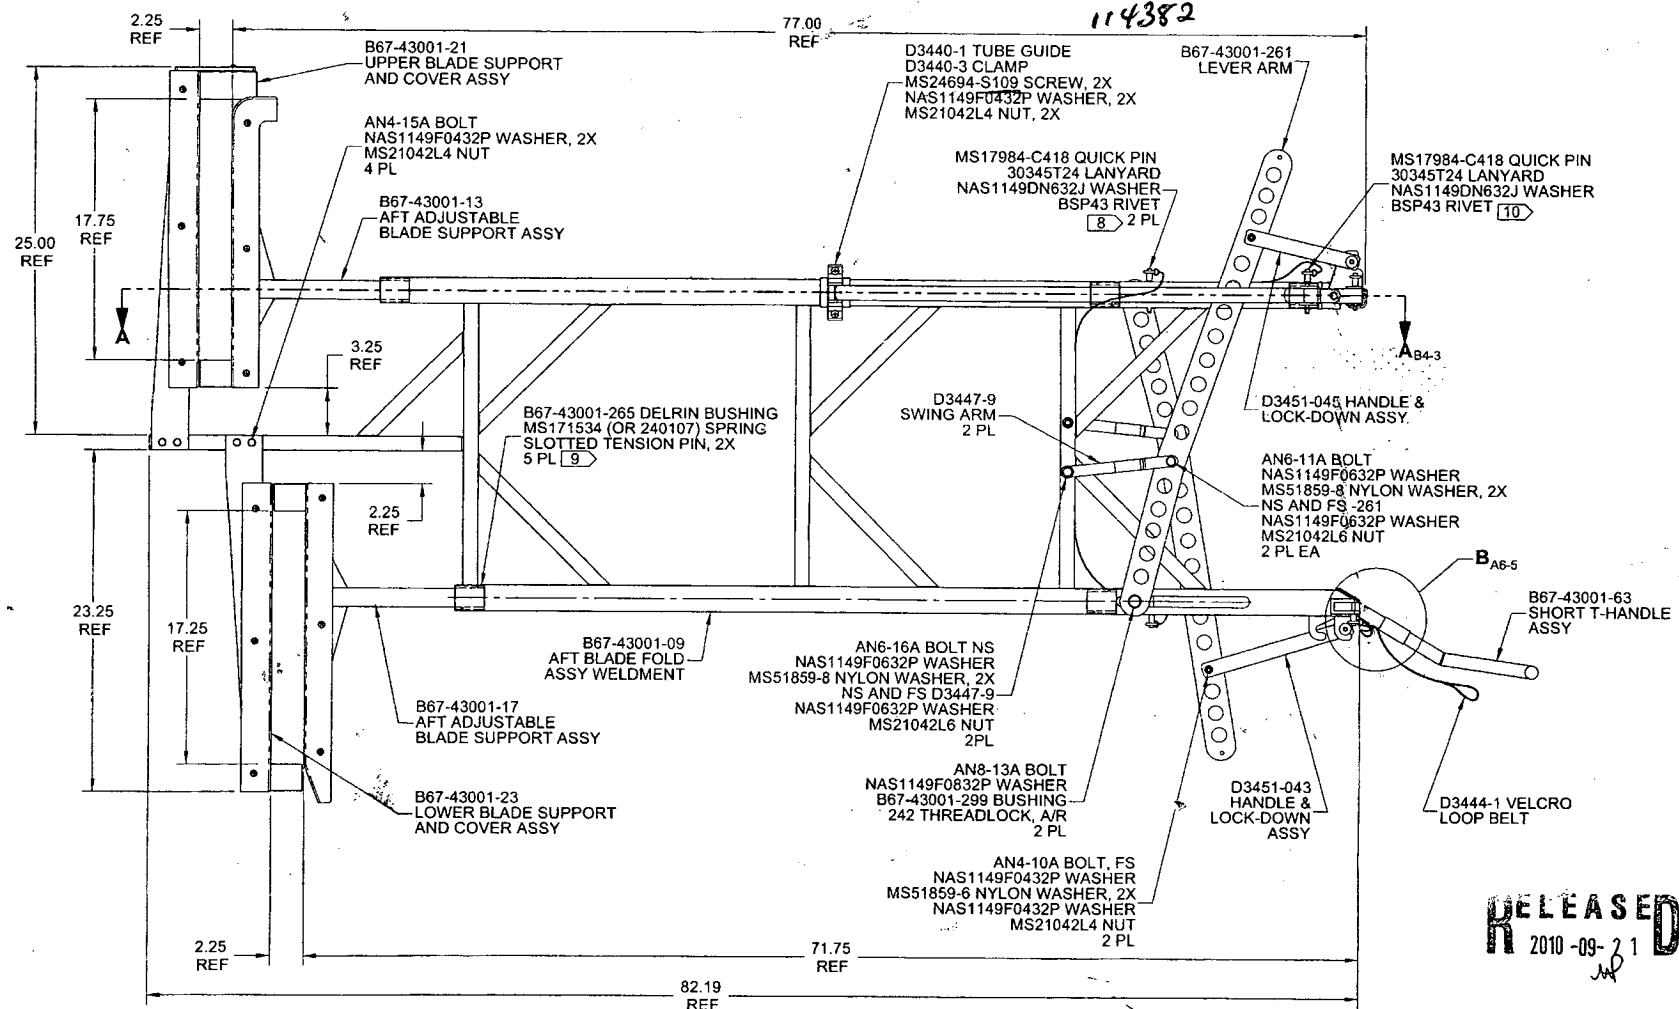 114382
2.25
REF
77.00
REF
B67-43001-21
UPPER BLADE SUPPORT
AND COVER ASSY
D3440-1 TUBE GUIDE
D3440-3 CLAMP
MS24694-S109 SCREW, 2X
NAS1149F0432P WASHER, 2X
MS21042L4 NUT, 2X
B67-43001-261
LEVER ARM
AN4-15A BOLT
NAS1149F0432P WASHER, 2X
MS21042L4 NUT
4 PL
MS17984-C418 QUICK PIN
30345T24 LANYARD
NAS1149DN632J WASHER
BSP43 RIVET
8 2 PL
MS17984-C418 QUICK PIN
30345T24 LANYARD
NAS1149DN632J WASHER
BSP43 RIVET 10
B67-43001-13
AFT ADJUSTABLE
BLADE SUPPORT ASSY
17.75
REF
25.00
REF
A
A B4-3
3.25
REF
D3447-9
SWING ARM
2 PL
D3451-045 HANDLE &
LOCK-DOWN ASSY
B67-43001-265 DELRIN BUSHING
MS171534 (OR 240107) SPRING
SLOTTED TENSION PIN, 2X
5 PL 9
AN6-11A BOLT
NAS1149F0632P WASHER
MS51859-8 NYLON WASHER, 2X
NS AND FS -261
NAS1149F0632P WASHER
MS21042L6 NUT
2 PL EA
2.25
REF
B A6-5
B67-43001-63
SHORT T-HANDLE
ASSY
23.25
REF
17.25
REF
B67-43001-09
AFT BLADE FOLD
ASSY WELDMENT
AN6-16A BOLT NS
NAS1149F0632P WASHER
MS51859-8 NYLON WASHER, 2X
NS AND FS D3447-9
NAS1149F0632P WASHER
MS21042L6 NUT
2PL
B67-43001-17
AFT ADJUSTABLE
BLADE SUPPORT ASSY
AN8-13A BOLT
NAS1149F0832P WASHER
B67-43001-299 BUSHING
242 THREADLOCK, A/R
2 PL
D3451-043
HANDLE &
LOCK-DOWN
ASSY
D3444-1 VELCRO
LOOP BELT
B67-43001-23
LOWER BLADE SUPPORT
AND COVER ASSY
AN4-10A BOLT, FS
NAS1149F0432P WASHER
MS51859-6 NYLON WASHER, 2X
NAS1149F0432P WASHER
MS21042L4 NUT
2 PL
RELEASED
2010-09-21
2.25
REF
71.75
REF
82.19
REF